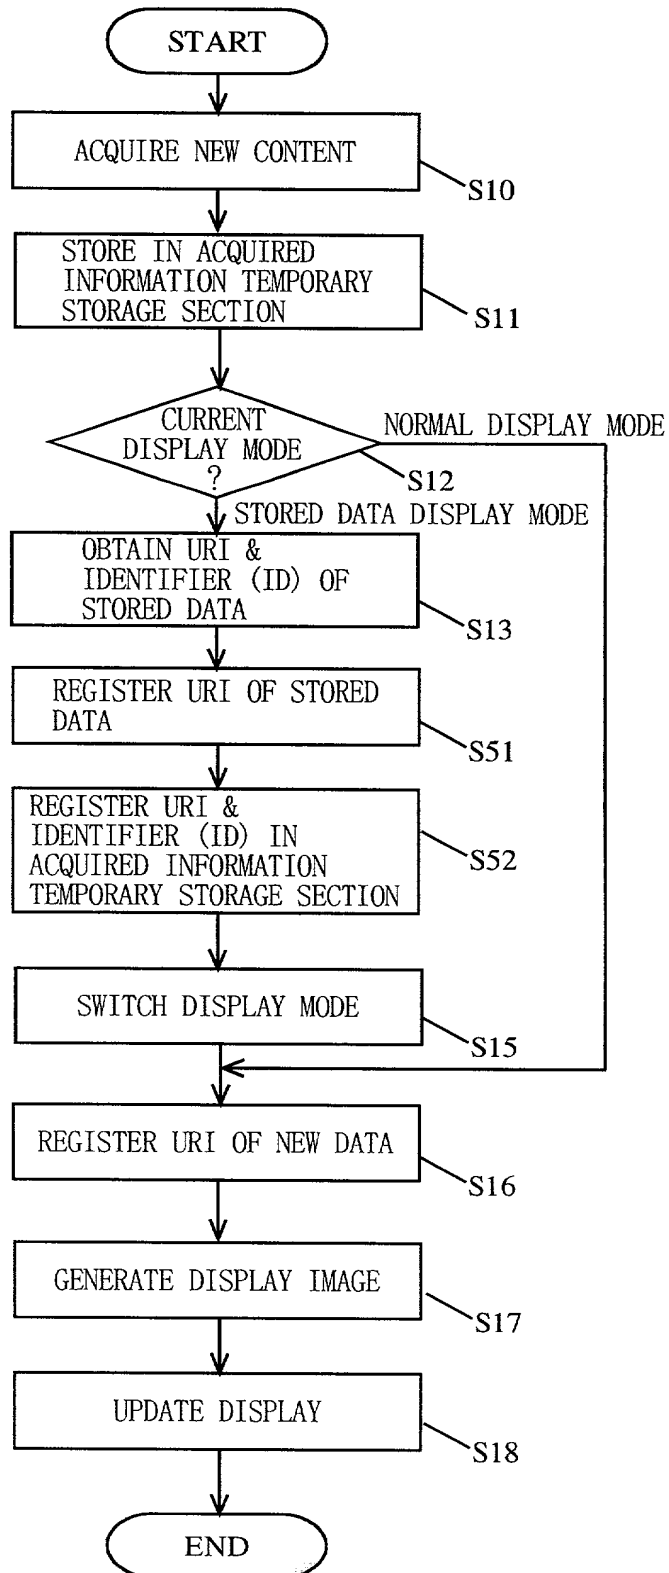 START
ACQUIRE NEW CONTENT
S10
STORE IN ACQUIRED
INFORMATION TEMPORARY
STORAGE SECTION
S11
CURRENT
DISPLAY MODE
?
NORMAL DISPLAY MODE
S12
STORED DATA DISPLAY MODE
OBTAIN URI &
IDENTIFIER (ID) OF
STORED DATA
S13
REGISTER URI OF STORED
DATA
S51
REGISTER URI &
IDENTIFIER (ID) IN
ACQUIRED INFORMATION
TEMPORARY STORAGE SECTION
S52
SWITCH DISPLAY MODE
S15
REGISTER URI OF NEW DATA
S16
GENERATE DISPLAY IMAGE
S17
UPDATE DISPLAY
S18
END